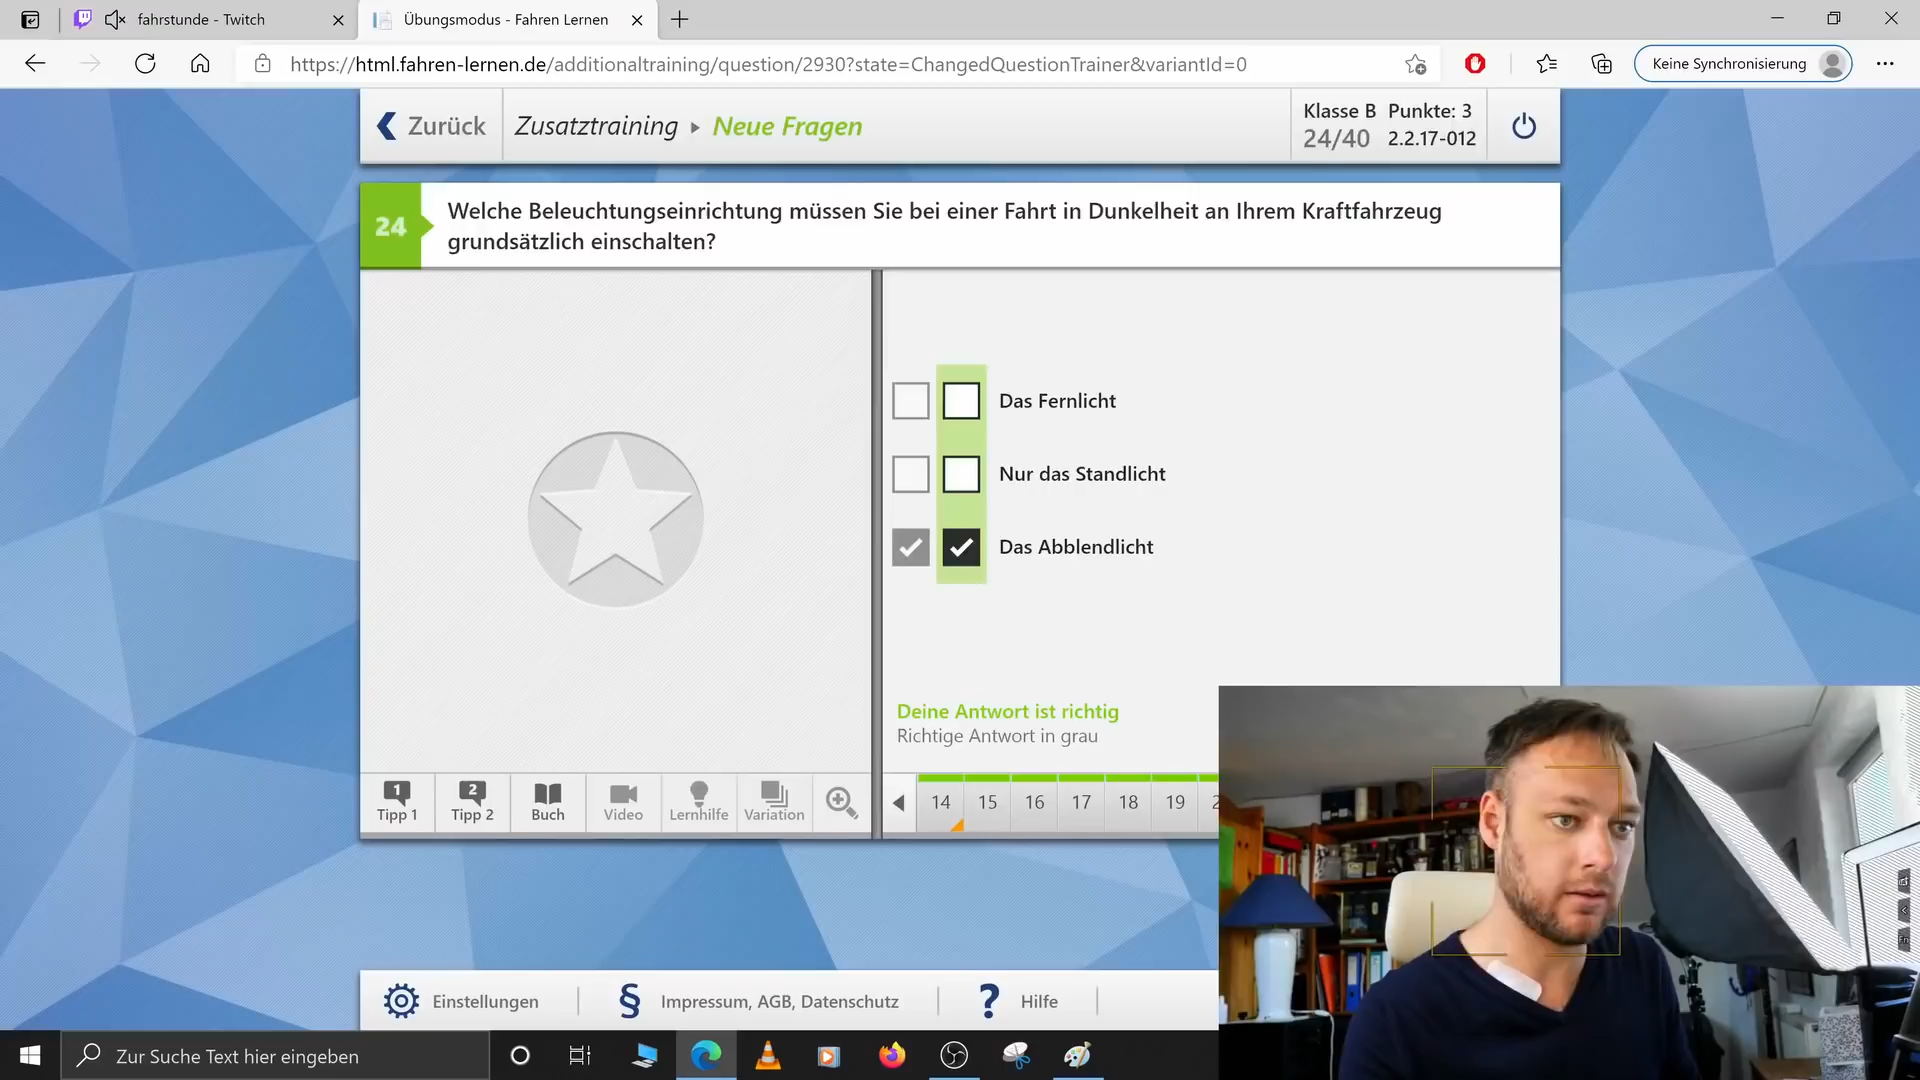 fahrstunde - Twitch
Übungsmodus - Fahren Lernen
https://html.fahren-lernen.de/additionaltraining/question/2930?state=ChangedQuestionTrainer&variantId=0
Keine Synchronisierung
Zurück
Zusatztraining ▸ Neue Fragen
Klasse B Punkte: 3
24/40 2.2.17-012
24
Welche Beleuchtungseinrichtung müssen Sie bei einer Fahrt in Dunkelheit an Ihrem Kraftfahrzeug
grundsätzlich einschalten?
Das Fernlicht
Nur das Standlicht
Das Abblendlicht
Deine Antwort ist richtig
Richtige Antwort in grau
1
Tipp 1
2
Tipp 2
Buch
Video
Lernhilfe
Variation
14 15 16 17 18 19 2
Einstellungen
§ Impressum, AGB, Datenschutz
? Hilfe
Zur Suche Text hier eingeben